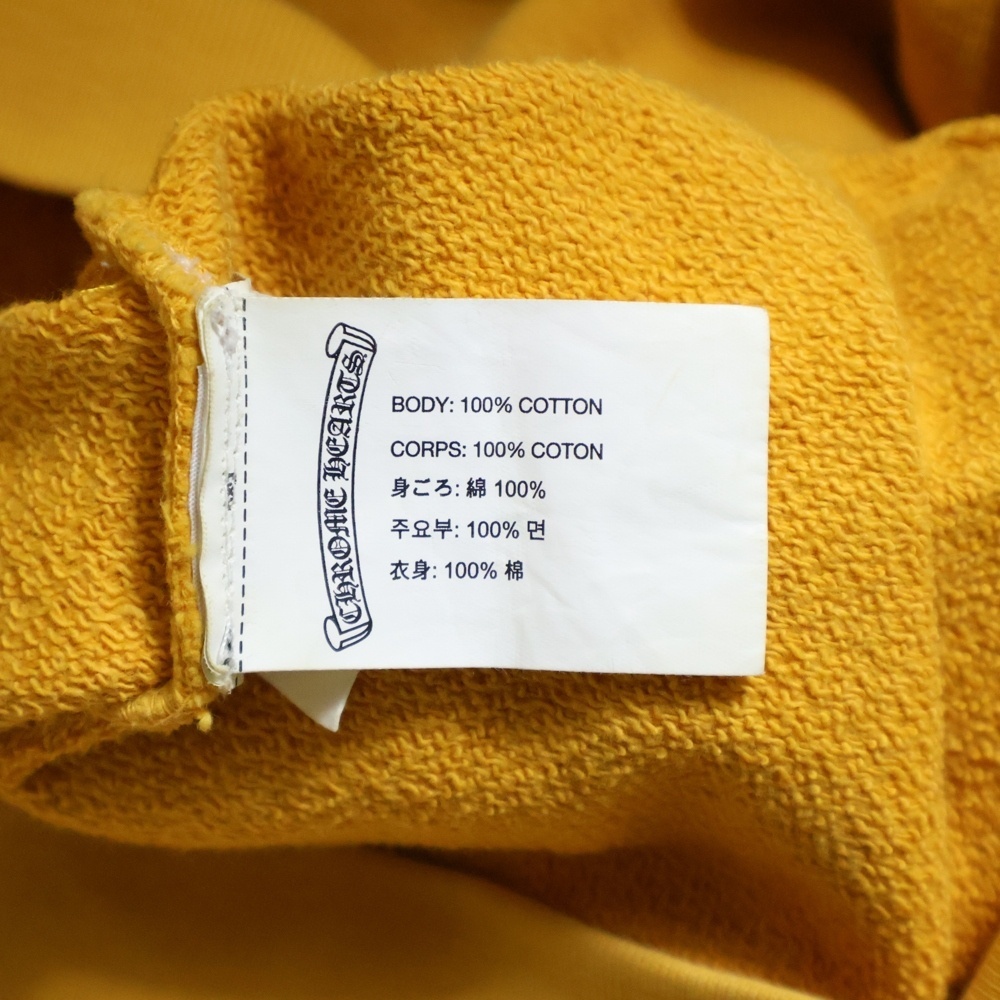 CHROME HEARTS
BODY: 100% COTTON
CORPS: 100% COTON
身ごろ: 綿 100%
주요부: 100% 면
衣身: 100% 棉